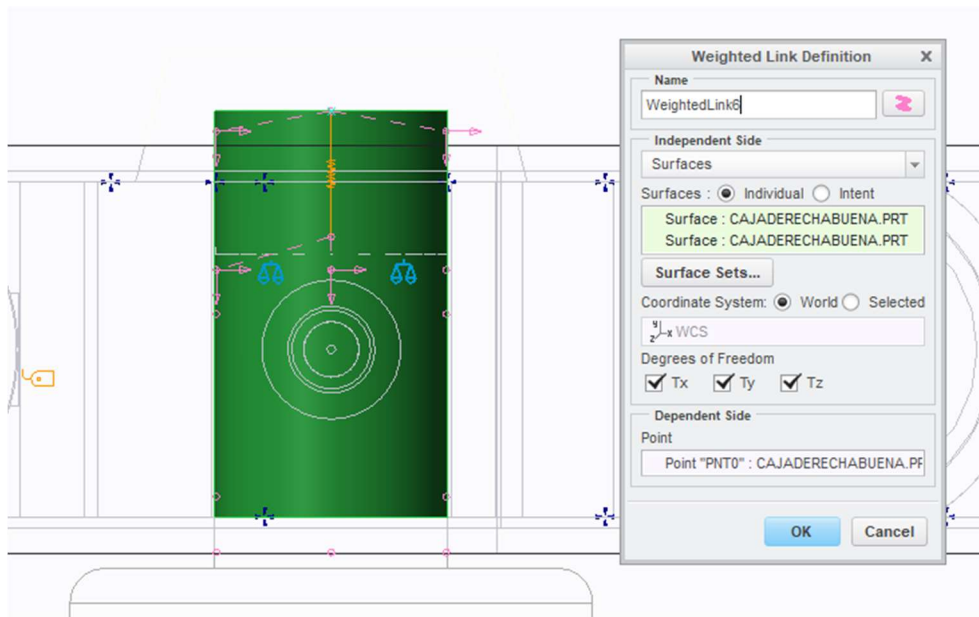 Weighted Link Definition X
Name
WeightedLink6
Independent Side
Surfaces
Surfaces : Individual Intent
Surface : CAJADERECHABUENA.PRT
Surface : CAJADERECHABUENA.PRT
Surface Sets...
Coordinate System: World Selected
y z x WCS
Degrees of Freedom
Tx Ty Tz
Dependent Side
Point
Point "PNT0" : CAJADERECHABUENA.PF
OK Cancel